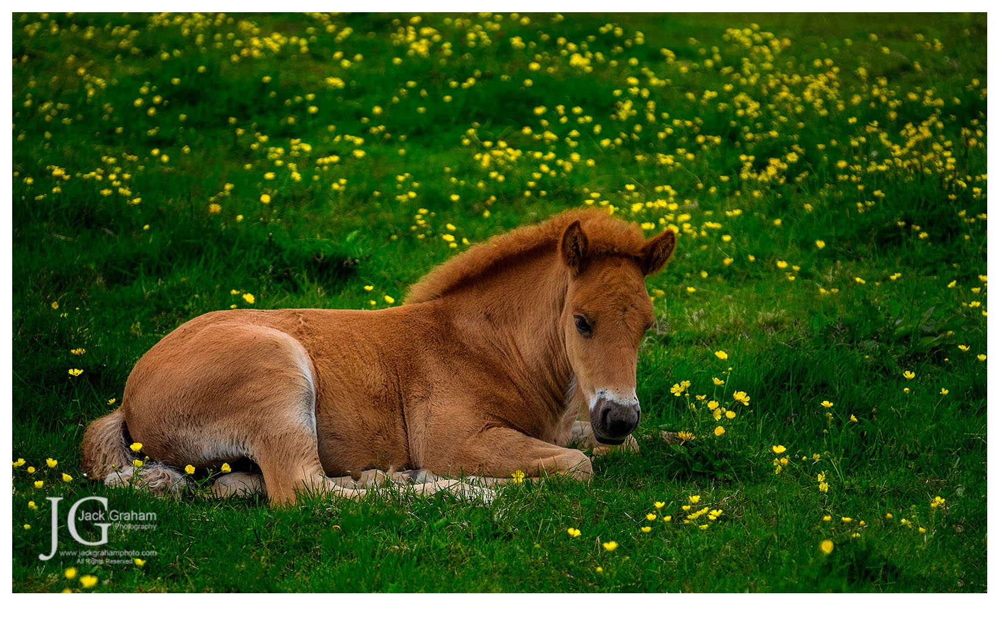 JG
Jack Graham
Photography
www.jackgrahamphoto.com
All Rights Reserved